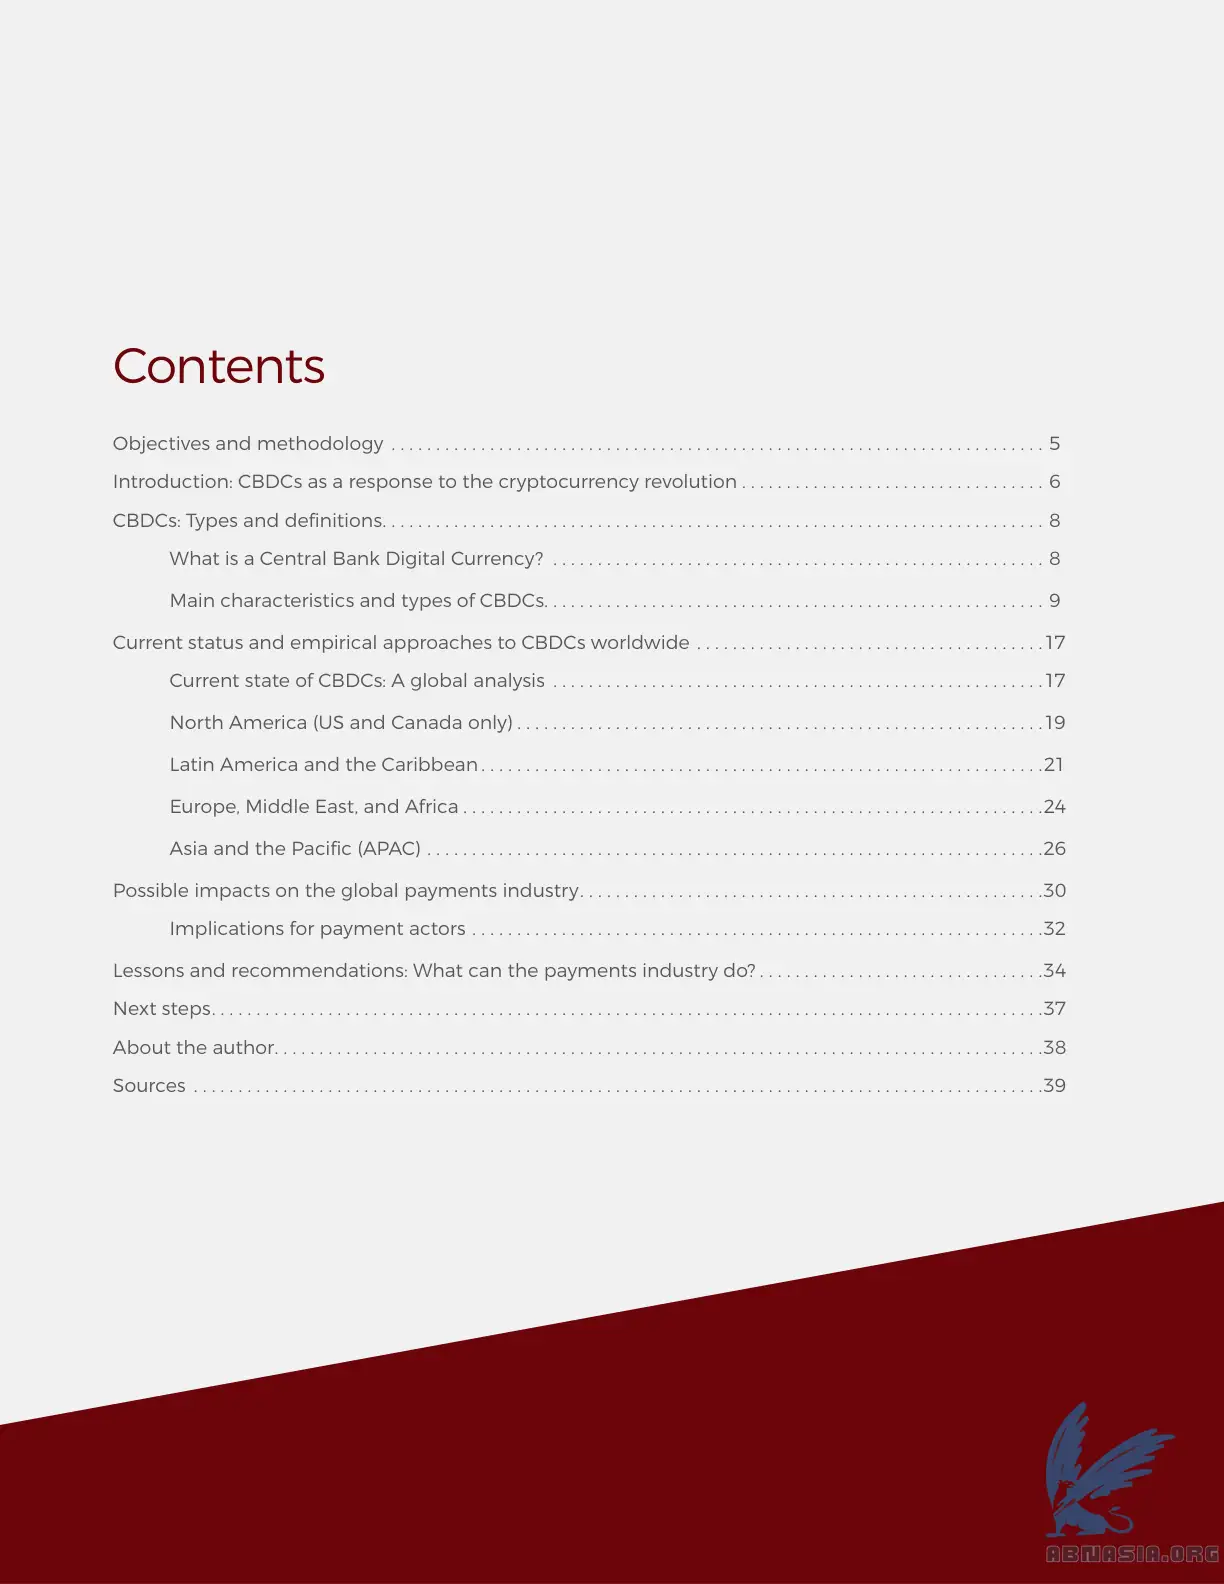 Contents
Objectives and methodology . . . . . . . . . . . . . . . . . . . . . . . . . . . . . . . . . . . . . . . . 5
Introduction: CBDCs as a response to the cryptocurrency revolution . . . . . . . . . . . . . . . . . . . . 6
CBDCs: Types and definitions. . . . . . . . . . . . . . . . . . . . . . . . . . . . . . . . . . . . . . . . 8
What is a Central Bank Digital Currency? . . . . . . . . . . . . . . . . . . . . . . . . . . . . . . 8
Main characteristics and types of CBDCs. . . . . . . . . . . . . . . . . . . . . . . . . . . . . . . 9
Current status and empirical approaches to CBDCs worldwide . . . . . . . . . . . . . . . . . . . . . . .17
Current state of CBDCs: A global analysis . . . . . . . . . . . . . . . . . . . . . . . . . . . . . .17
North America (US and Canada only) . . . . . . . . . . . . . . . . . . . . . . . . . . . . . . . . .19
Latin America and the Caribbean . . . . . . . . . . . . . . . . . . . . . . . . . . . . . . . . . . .21
Europe, Middle East, and Africa . . . . . . . . . . . . . . . . . . . . . . . . . . . . . . . . . . . .24
Asia and the Pacific (APAC) . . . . . . . . . . . . . . . . . . . . . . . . . . . . . . . . . . . . . .26
Possible impacts on the global payments industry. . . . . . . . . . . . . . . . . . . . . . . . . . . . .30
Implications for payment actors . . . . . . . . . . . . . . . . . . . . . . . . . . . . . . . . . . . .32
Lessons and recommendations: What can the payments industry do? . . . . . . . . . . . . . . . . . . .34
Next steps. . . . . . . . . . . . . . . . . . . . . . . . . . . . . . . . . . . . . . . . . . . . . . . . .37
About the author. . . . . . . . . . . . . . . . . . . . . . . . . . . . . . . . . . . . . . . . . . . . . .38
Sources . . . . . . . . . . . . . . . . . . . . . . . . . . . . . . . . . . . . . . . . . . . . . . . . . .39
ABNASIA.ORG